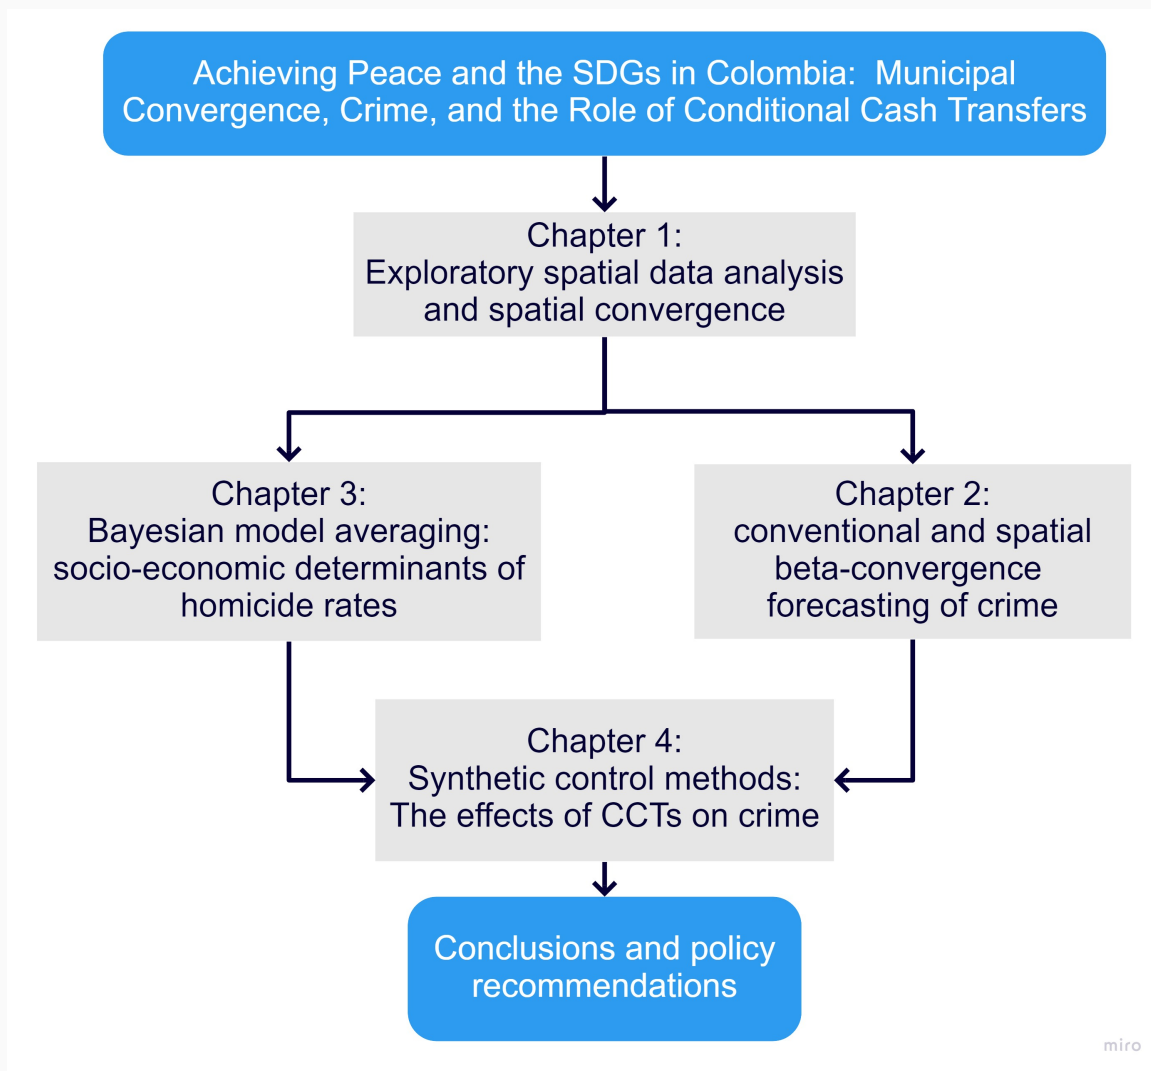 Achieving Peace and the SDGs in Colombia:  Municipal
Convergence, Crime, and the Role of Conditional Cash Transfers
Chapter 1:
Exploratory spatial data analysis
and spatial convergence
Chapter 3:
Bayesian model averaging:
socio-economic determinants of
homicide rates
Chapter 2:
conventional and spatial
beta-convergence
forecasting of crime
Chapter 4:
Synthetic control methods:
The effects of CCTs on crime
Conclusions and policy
recommendations
miro